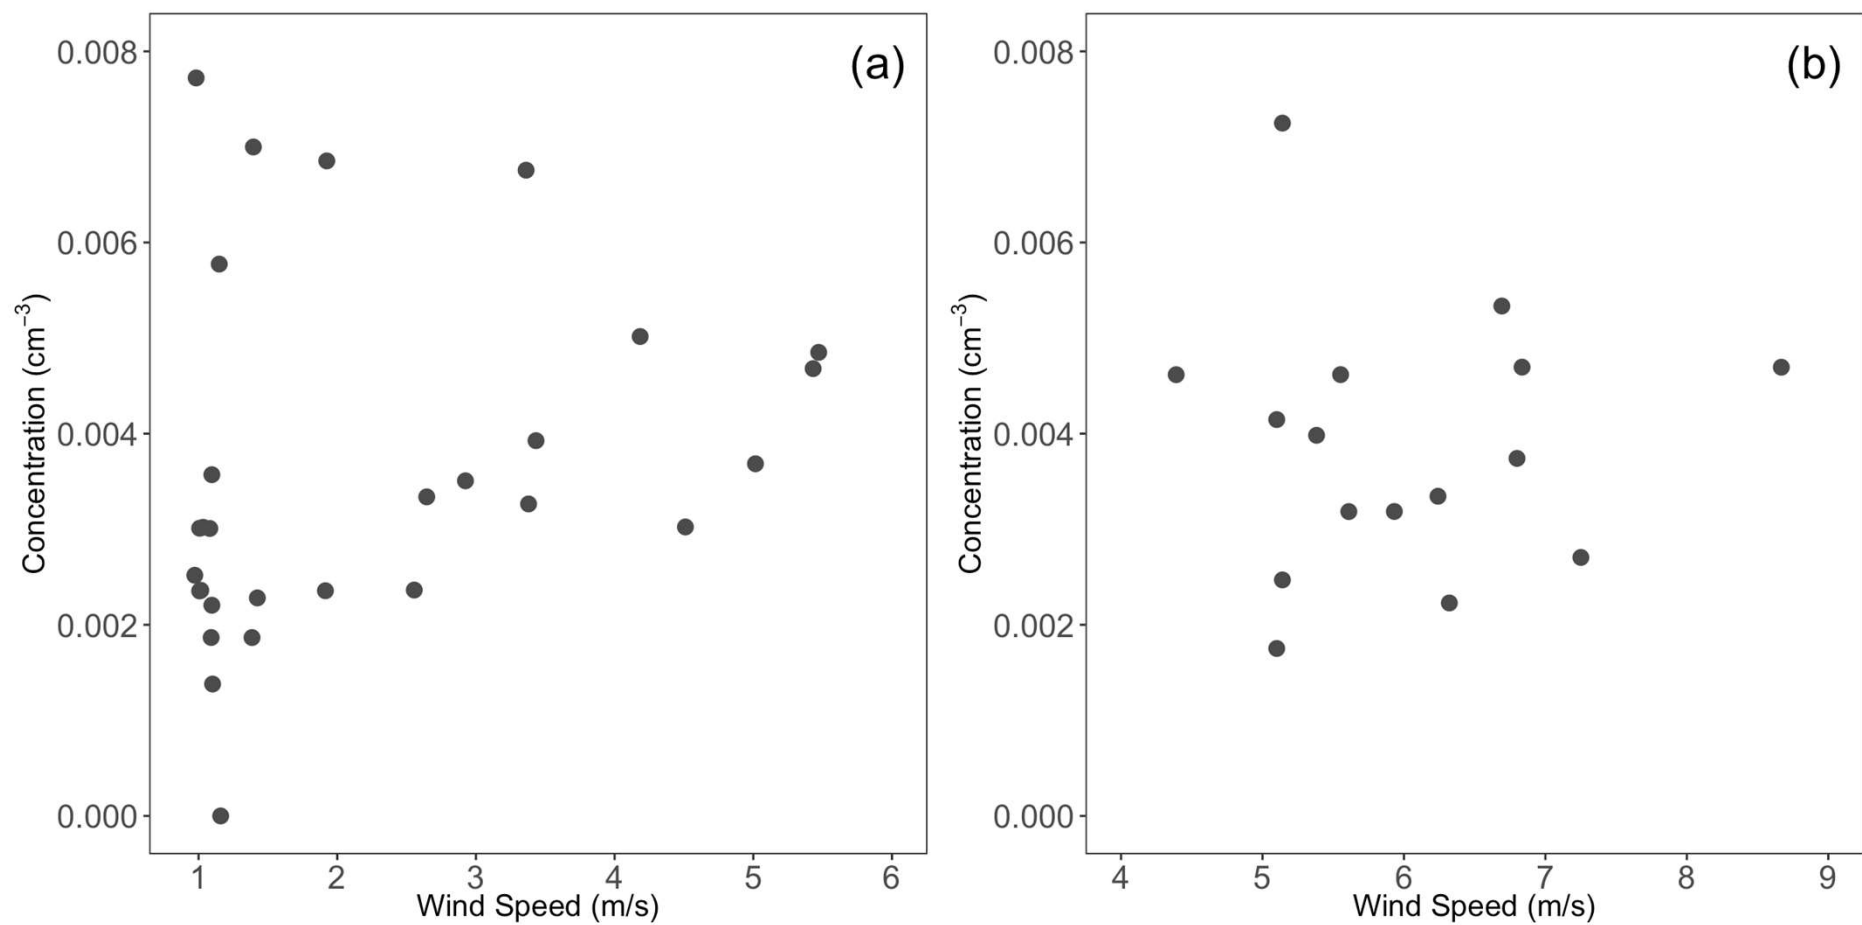 (a)
0.008
0.006
0.004
0.002
0.000
Concentration (cm⁻³)
1 2 3 4 5 6
Wind Speed (m/s)
(b)
0.008
0.006
0.004
0.002
0.000
Concentration (cm⁻³)
4 5 6 7 8 9
Wind Speed (m/s)